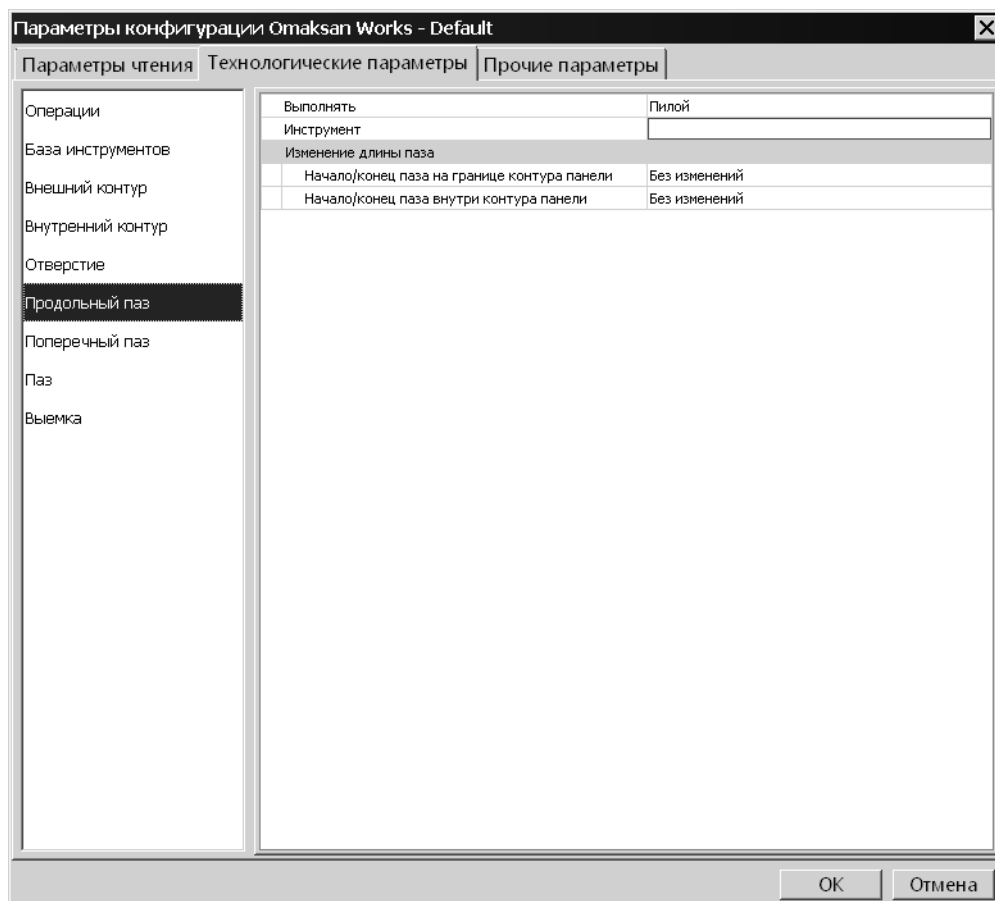 Параметры конфигурации Omaksan Works - Default
Параметры чтения Технологические параметры Прочие параметры
Операции
База инструментов
Внешний контур
Внутренний контур
Отверстие
Продольный паз
Поперечный паз
Паз
Выемка
Выполнять Пилой
Инструмент
Изменение длины паза
Начало/конец паза на границе контура панели Без изменений
Начало/конец паза внутри контура панели Без изменений
OK Отмена